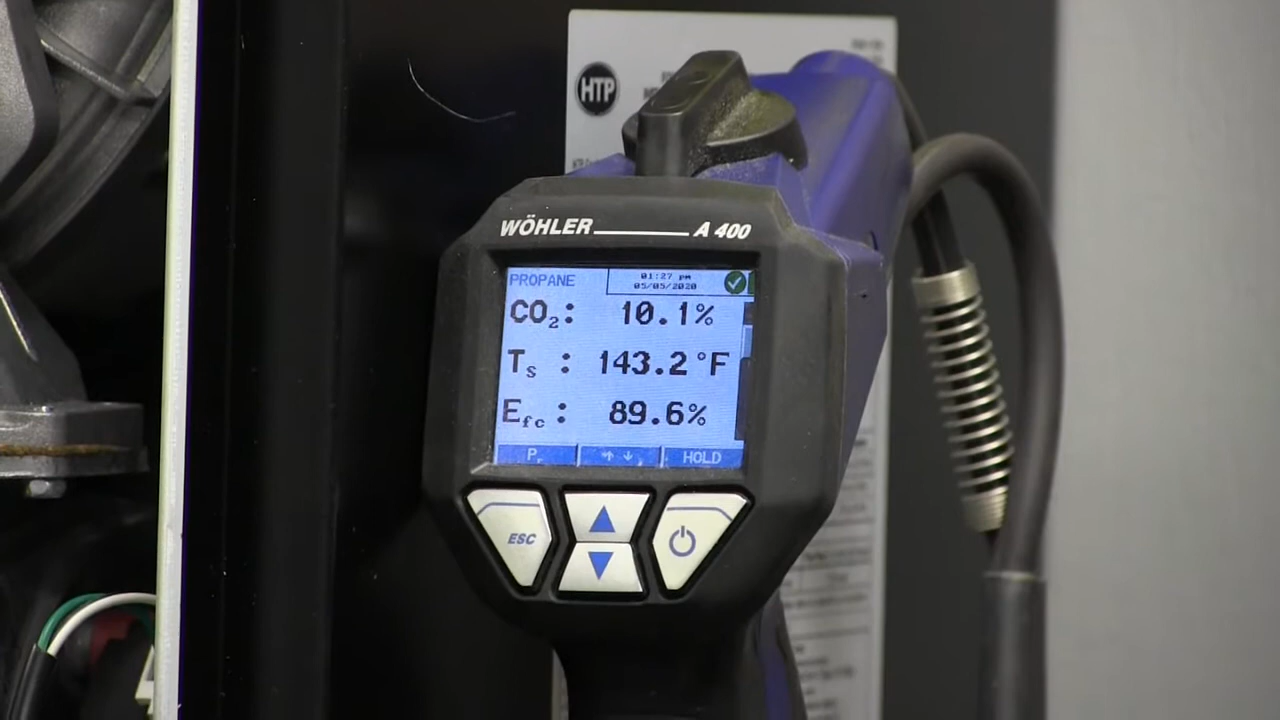 HTP
WÖHLER A 400
PROPANE
01:27 pm
05/05/2020
CO₂: 10.1%
Ts : 143.2°F
Efc: 89.6%
P
HOLD
ESC